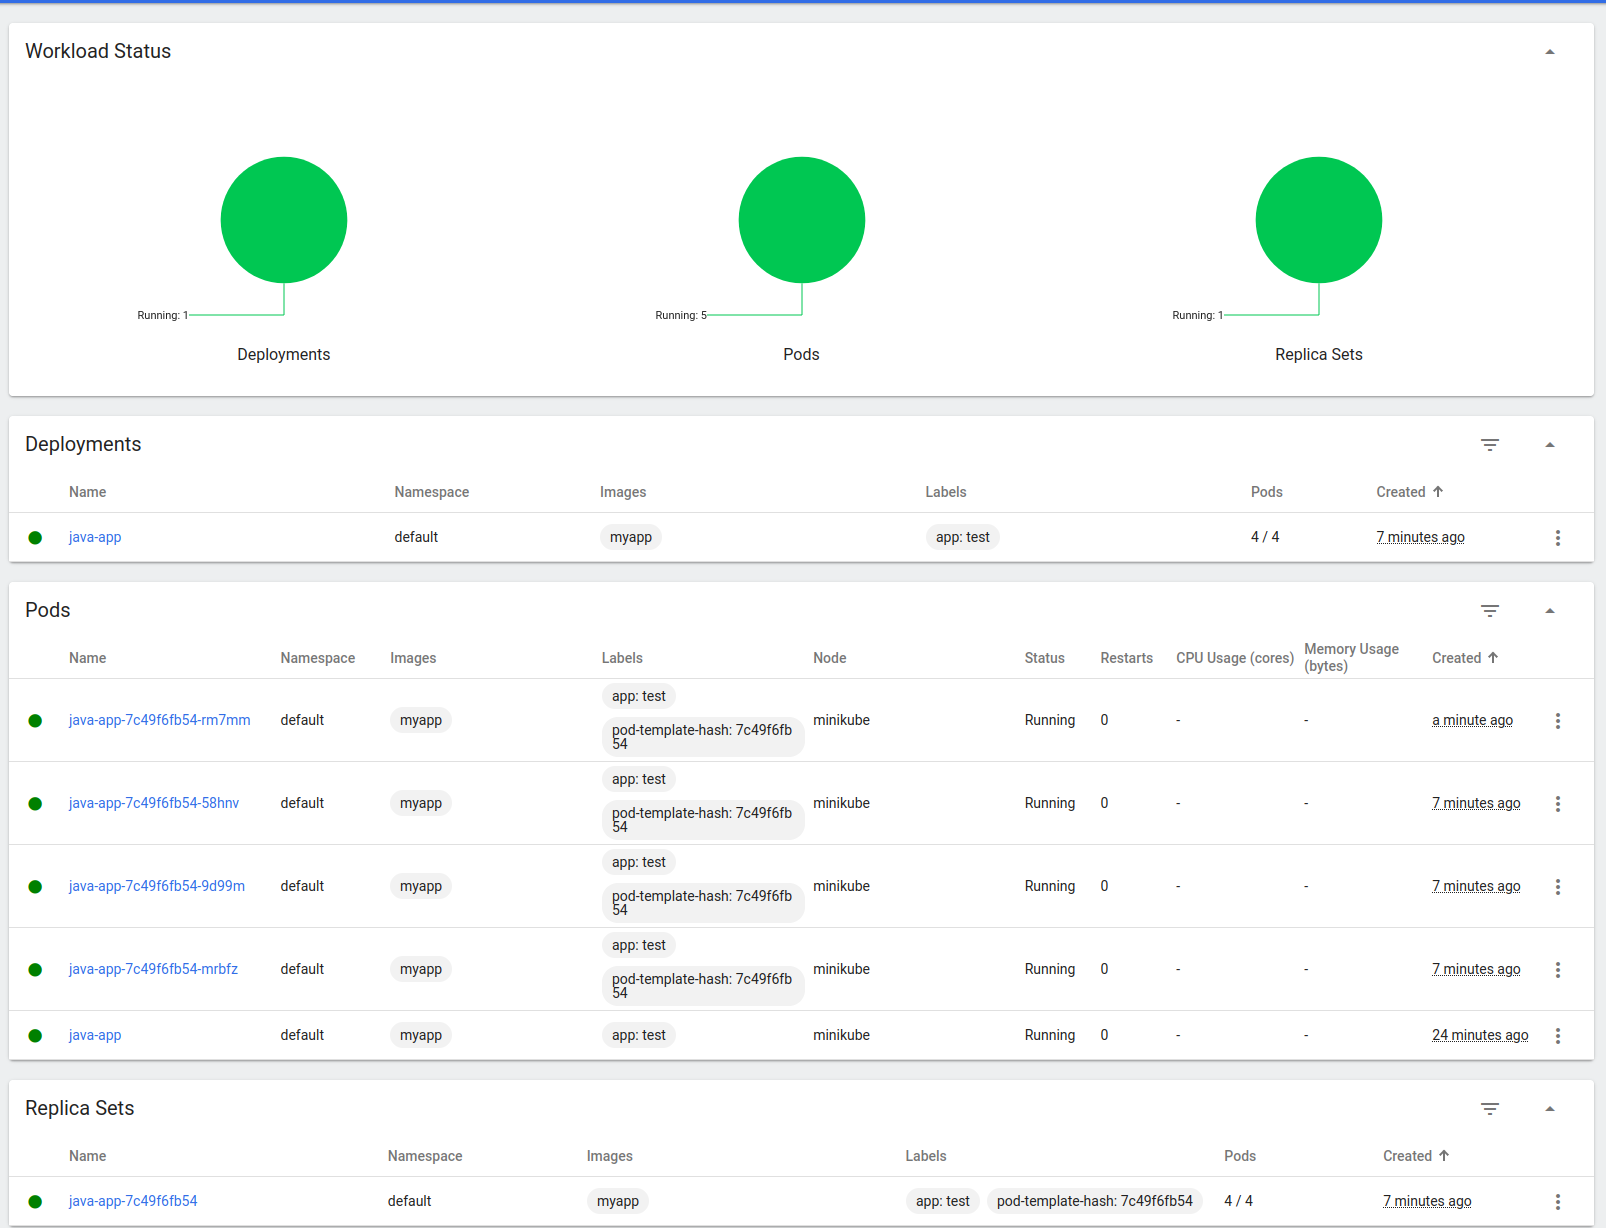 Workload Status
Running: 1
Running: 5
Running: 1
Deployments
Pods
Replica Sets
Deployments
Name Namespace Images Labels Pods Created
java-app default myapp app: test 4 / 4 7 minutes ago
Pods
Name Namespace Images Labels Node Status Restarts CPU Usage (cores) Memory Usage (bytes) Created
java-app-7c49f6fb54-rm7mm default myapp app: test pod-template-hash: 7c49f6fb54 minikube Running 0 - - a minute ago
java-app-7c49f6fb54-58hnv default myapp app: test pod-template-hash: 7c49f6fb54 minikube Running 0 - - 7 minutes ago
java-app-7c49f6fb54-9d99m default myapp app: test pod-template-hash: 7c49f6fb54 minikube Running 0 - - 7 minutes ago
java-app-7c49f6fb54-mrbfz default myapp app: test pod-template-hash: 7c49f6fb54 minikube Running 0 - - 7 minutes ago
java-app default myapp app: test minikube Running 0 - - 24 minutes ago
Replica Sets
Name Namespace Images Labels Pods Created
java-app-7c49f6fb54 default myapp app: test pod-template-hash: 7c49f6fb54 4 / 4 7 minutes ago